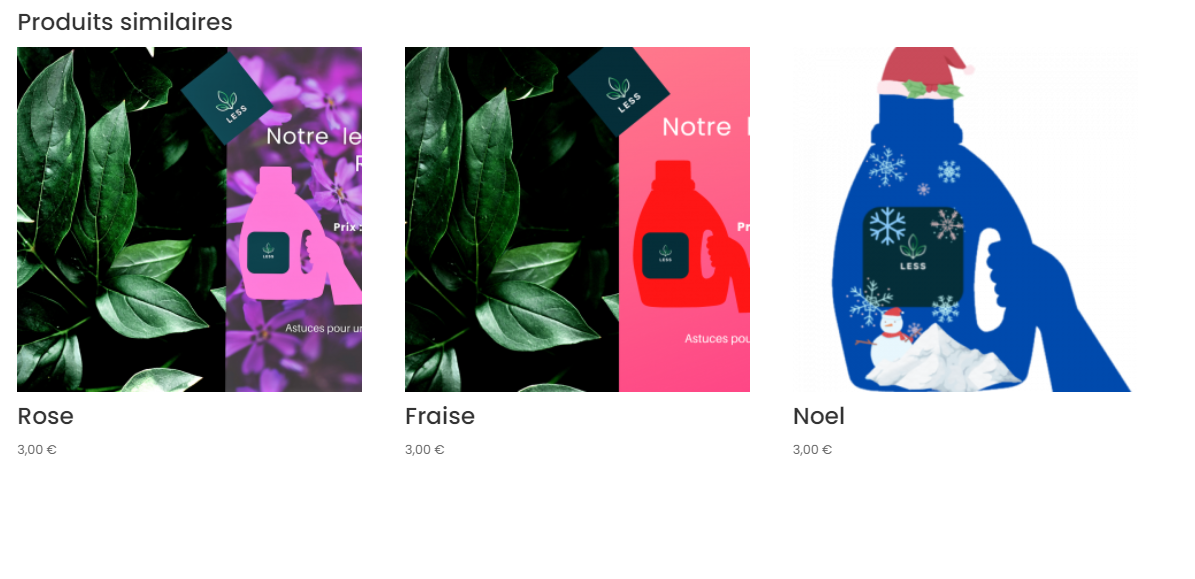 Produits similaires
LESS
Notre le
Prix :
LESS
Astuces pour un
LESS
Notre
LESS
Astuces pou
LESS
Rose
Fraise
Noel
3,00 €
3,00 €
3,00 €